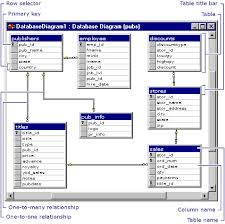 Row selector
Table title bar
Primary key
Table
DatabaseDiagram1 : Database Diagram (pubs)
publishers
pub_id
pub_name
city
state
country
employee
emp_id
fname
minit
lname
job_id
job_lvl
pub_id
hire_date
discounts
discounttype
stor_id
lowqty
highqty
discount
stores
stor_id
stor_name
stor_address
city
state
zip
pub_info
pub_id
logo
pr_info
titles
title_id
title
type
pub_id
price
advance
royalty
ytd_sales
notes
pubdate
sales
stor_id
ord_num
ord_date
qty
payterms
title_id
One-to-many relationship
Column name
One-to-one relationship
Table name